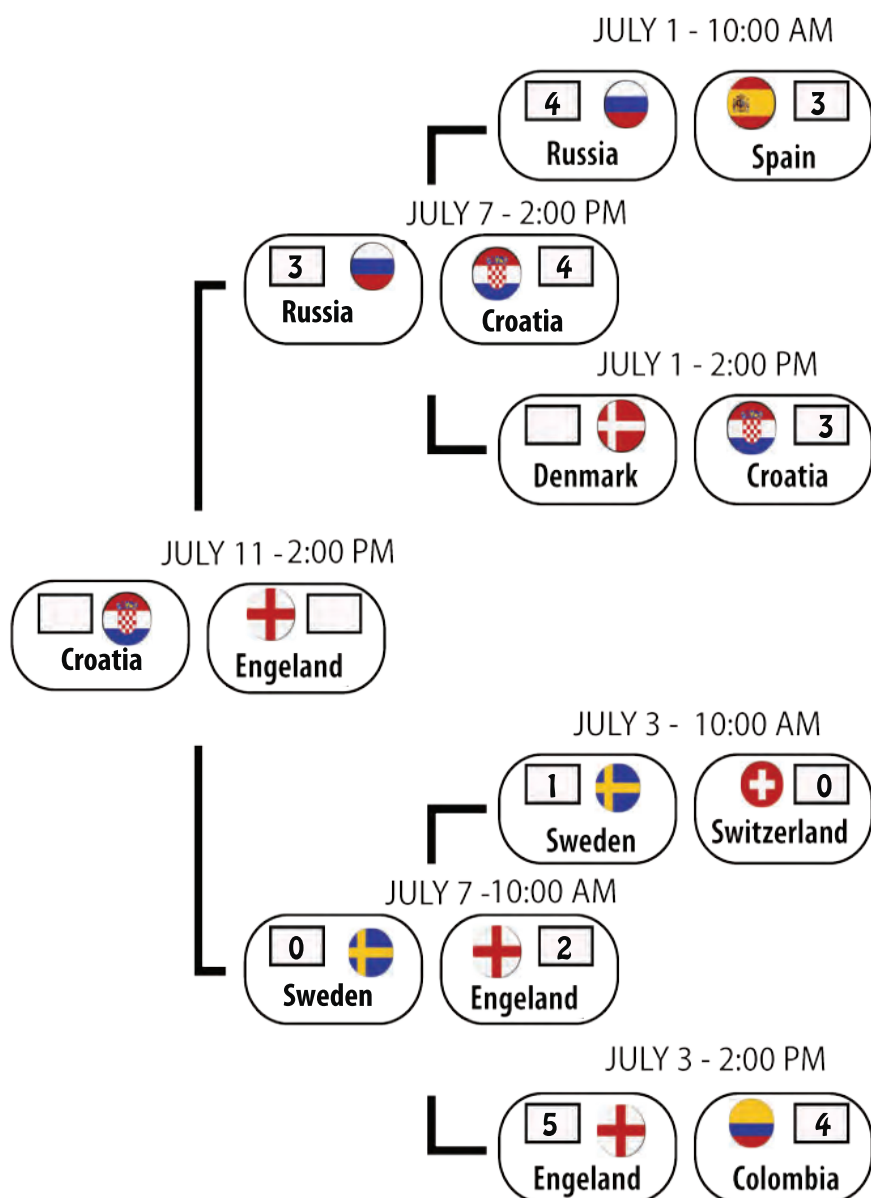 JULY 1 - 10:00 AM
4 3
Russia Spain
JULY 7 - 2:00 PM
3 4
Russia Croatia
JULY 1 - 2:00 PM
3
Denmark Croatia
JULY 11 - 2:00 PM
Croatia Engeland
JULY 3 - 10:00 AM
1 0
Sweden Switzerland
JULY 7 -10:00 AM
0 2
Sweden Engeland
JULY 3 - 2:00 PM
5 4
Engeland Colombia